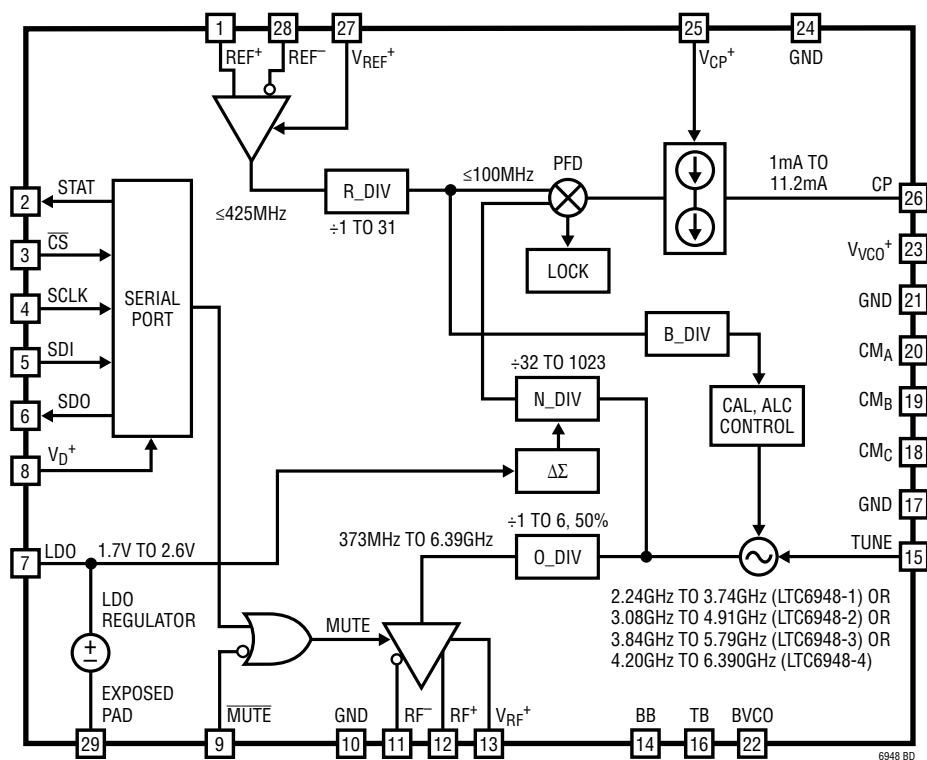 1
28
27
25
24
REF+
REF–
VREF+
VCP+
GND
2
STAT
3
CS
4
SCLK
5
SDI
6
SDO
8
VD+
SERIAL
PORT
≤425MHz
R_DIV
÷1 TO 31
≤100MHz
PFD
LOCK
1mA TO
11.2mA
CP
26
VVCO+
23
GND
21
CMA
20
CMB
19
CMC
18
GND
17
TUNE
15
B_DIV
CAL, ALC
CONTROL
÷32 TO 1023
N_DIV
ΔΣ
÷1 TO 6, 50%
O_DIV
373MHz TO 6.39GHz
7
LDO
1.7V TO 2.6V
LDO
REGULATOR
+
–
EXPOSED
PAD
MUTE
2.24GHz TO 3.74GHz (LTC6948-1) OR
3.08GHz TO 4.91GHz (LTC6948-2) OR
3.84GHz TO 5.79GHz (LTC6948-3) OR
4.20GHz TO 6.390GHz (LTC6948-4)
MUTE
GND
RF–
RF+
VRF+
BB
TB
BVCO
29
9
10
11
12
13
14
16
22
6948 BD